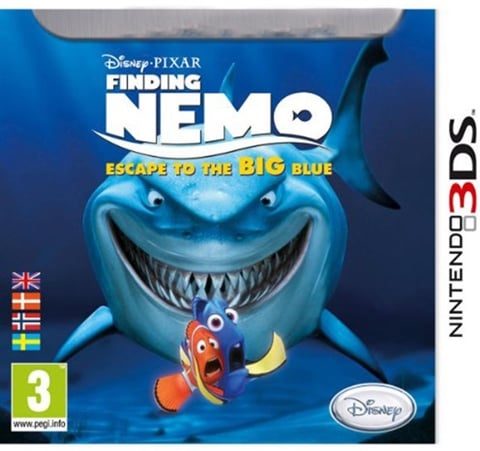 Disney · PIXAR
FINDING
NEMO
ESCAPE TO THE BIG BLUE
NINTENDO 3DS
3
www.pegi.info
Disney